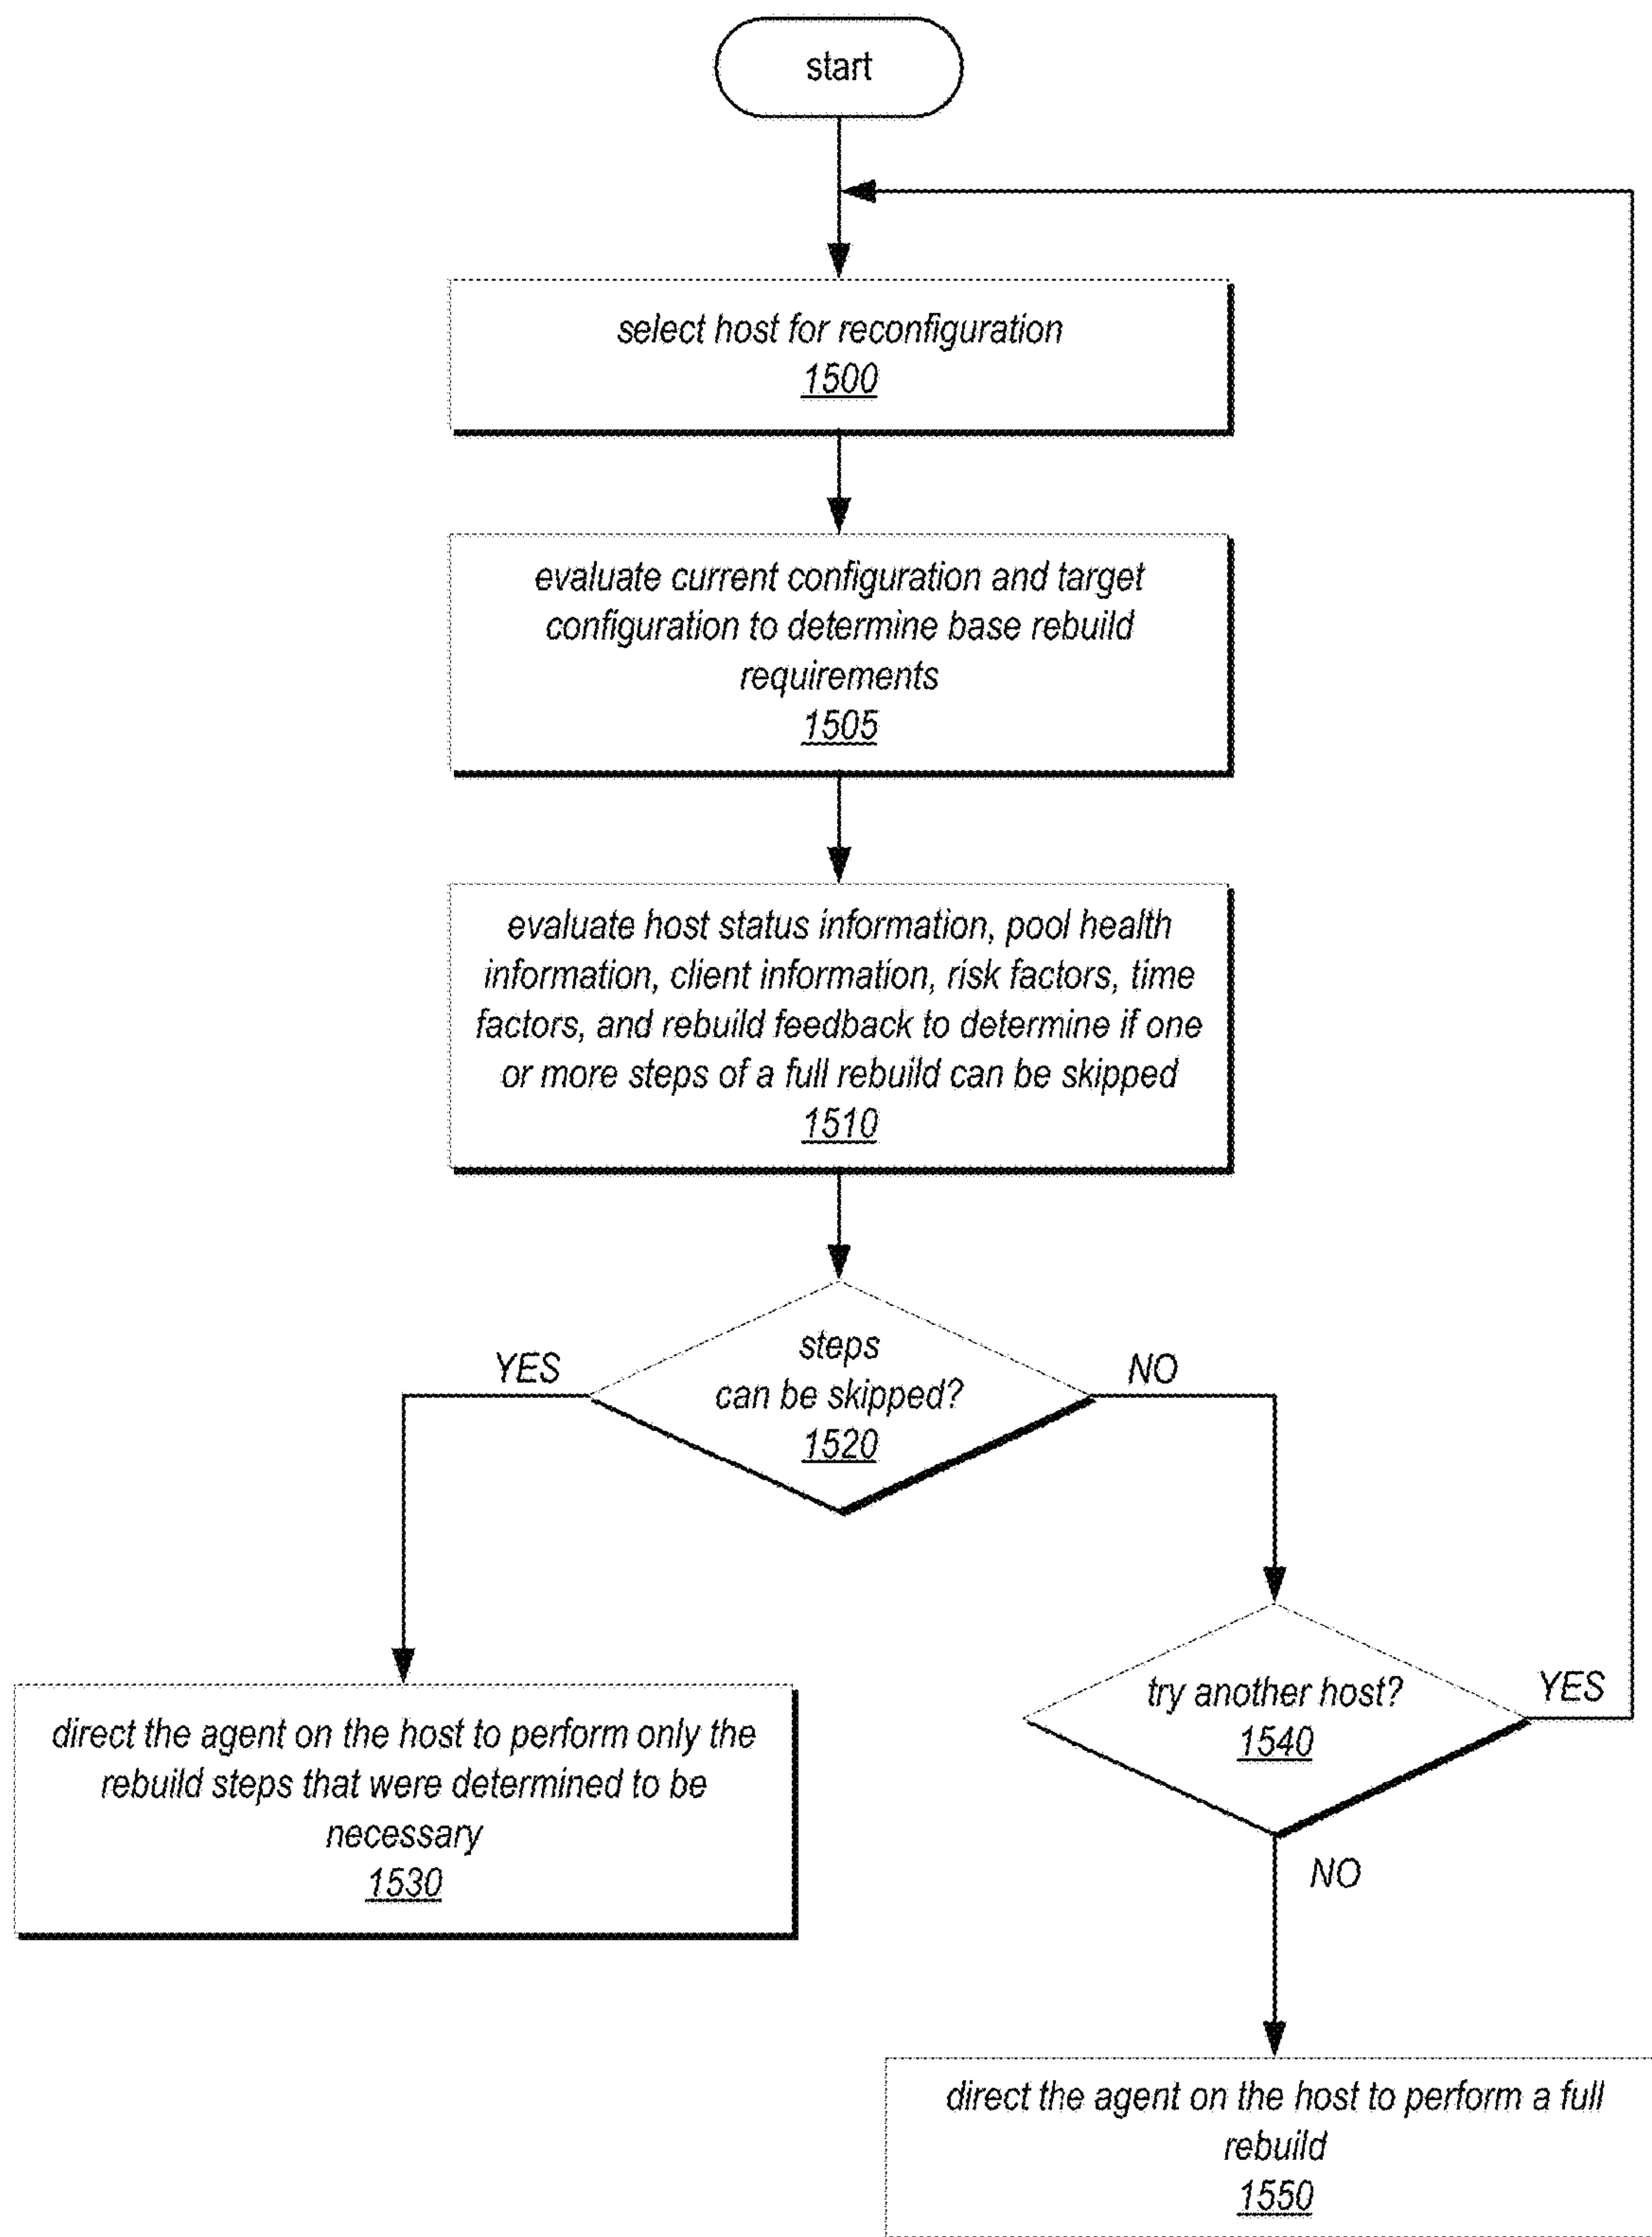 start
select host for reconfiguration
1500
evaluate current configuration and target
configuration to determine base rebuild
requirements
1505
evaluate host status information, pool health
information, client information, risk factors, time
factors, and rebuild feedback to determine if one
or more steps of a full rebuild can be skipped
1510
steps
can be skipped?
1520
YES
NO
direct the agent on the host to perform only the
rebuild steps that were determined to be
necessary
1530
try another host?
1540
YES
NO
direct the agent on the host to perform a full
rebuild
1550